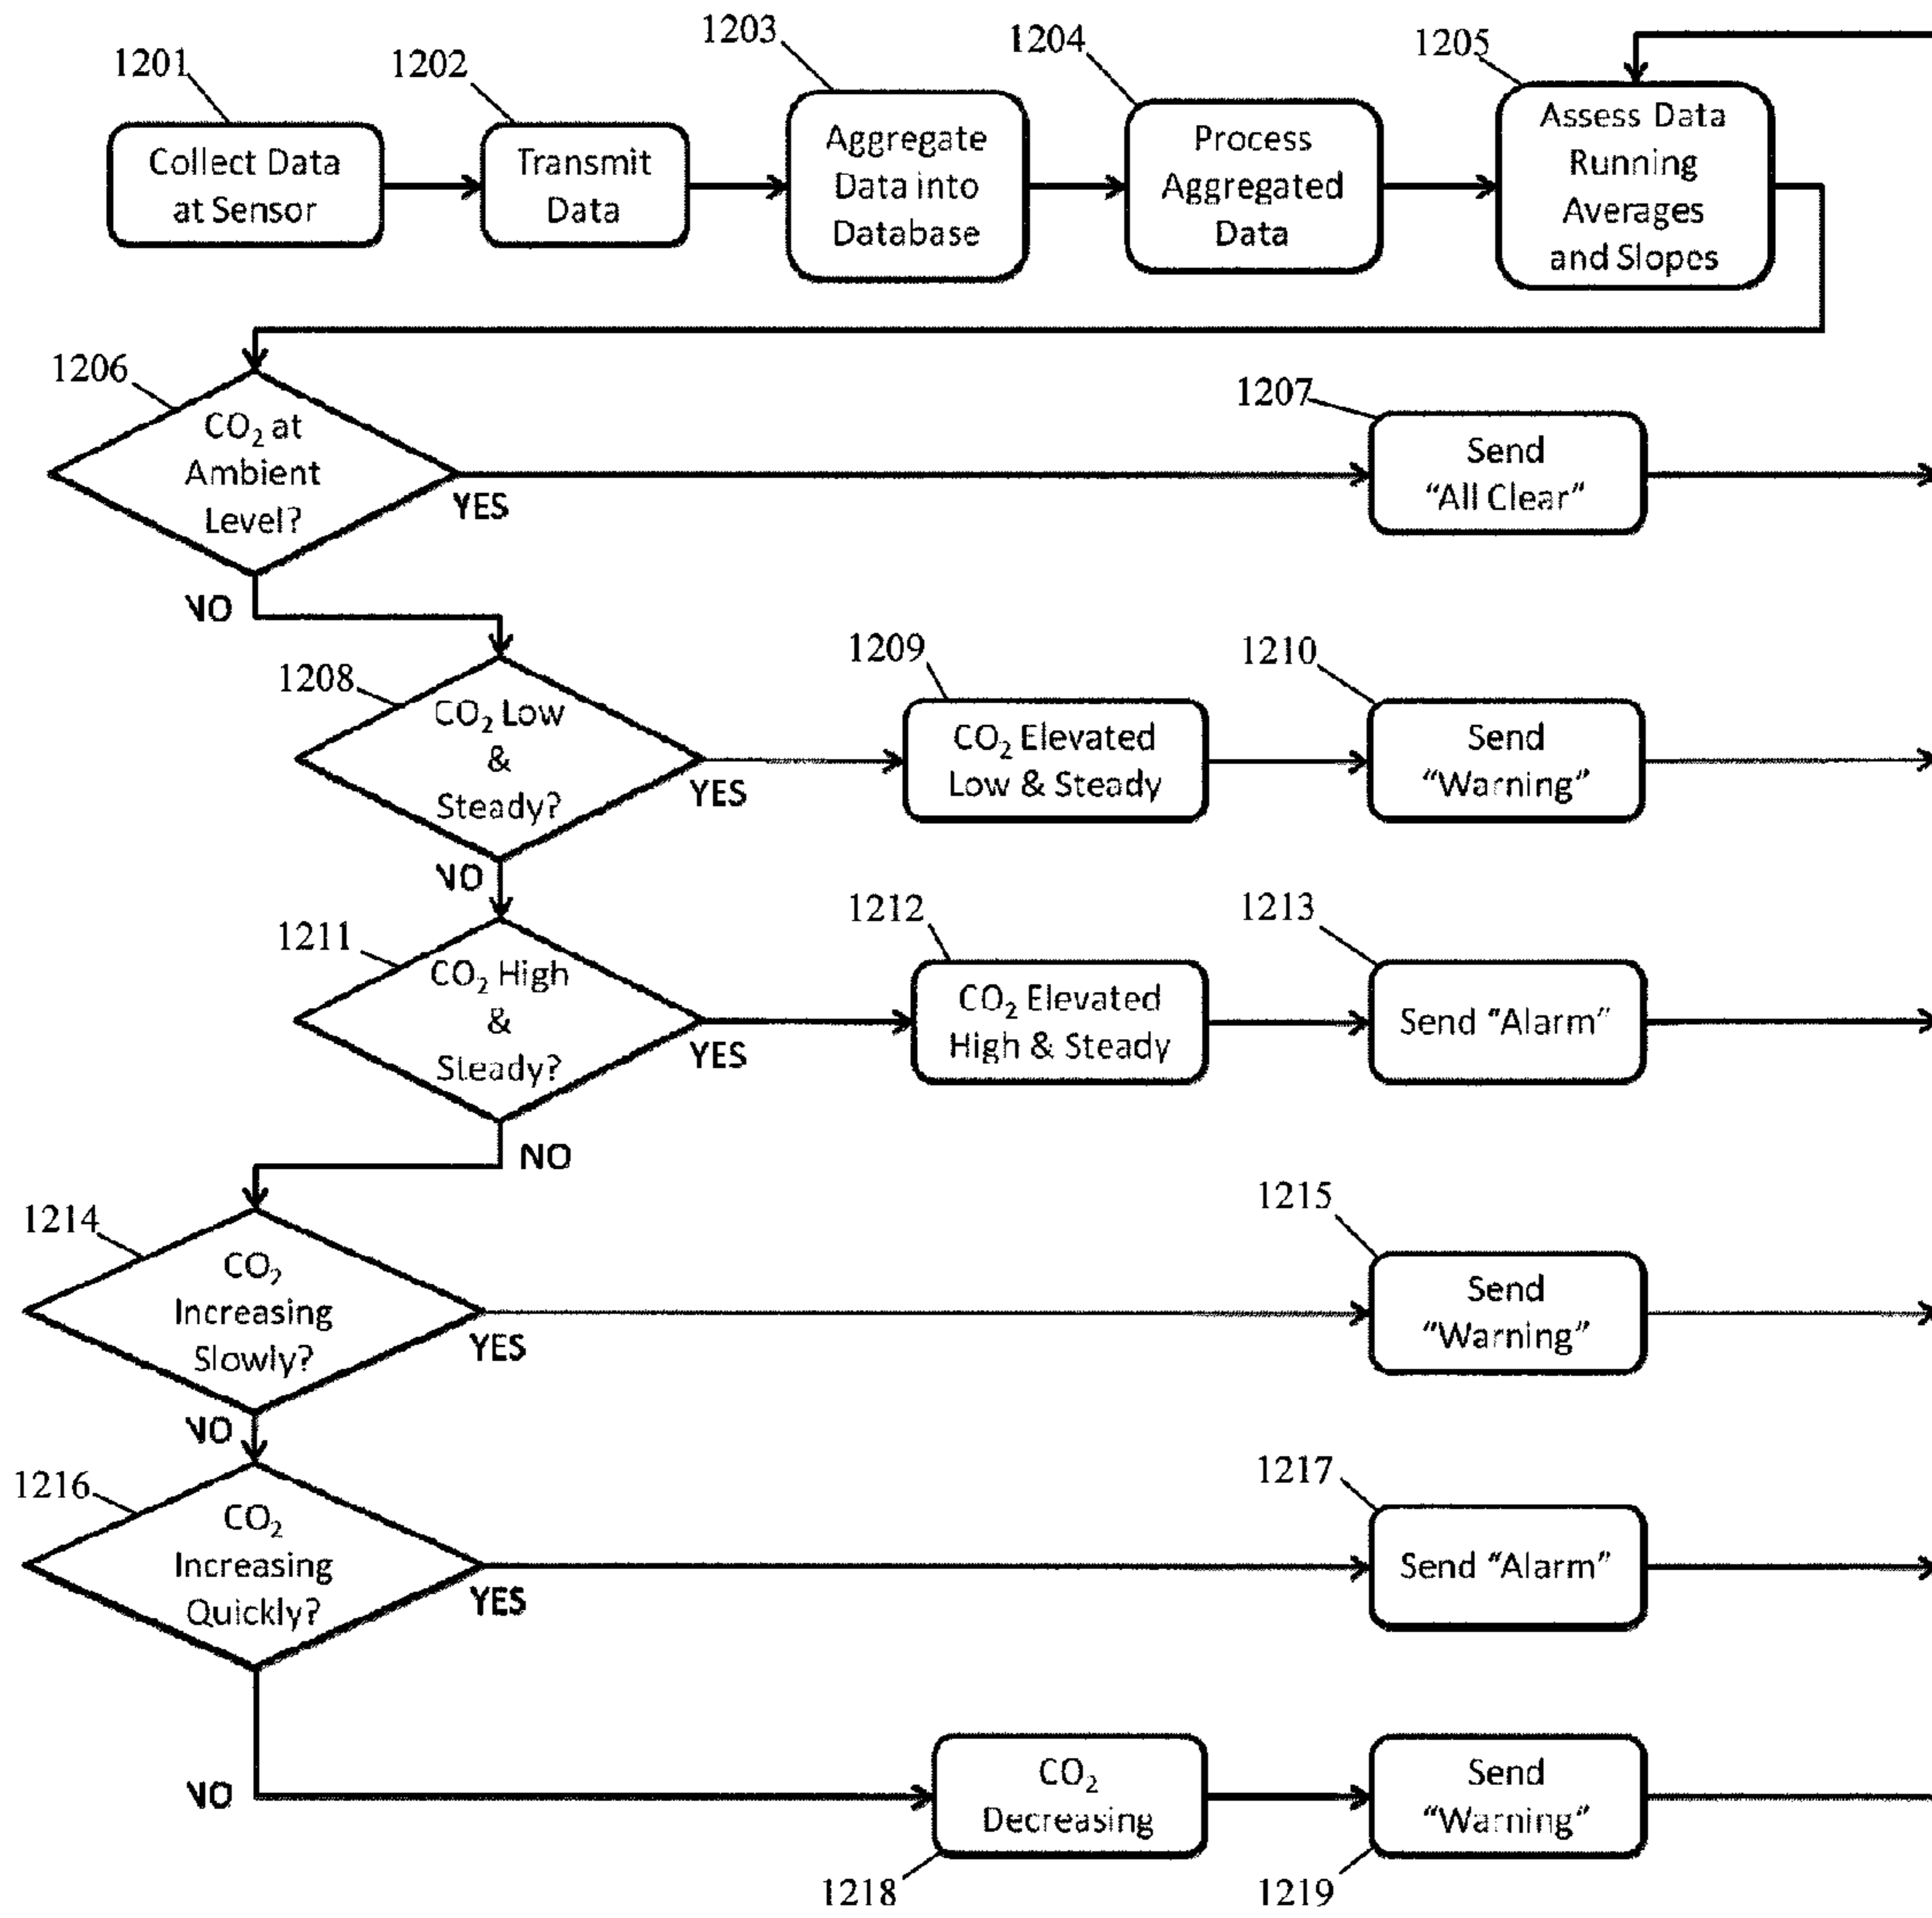 1201
1202
1203
1204
1205
Collect Data
at Sensor
Transmit
Data
Aggregate
Data into
Database
Process
Aggregated
Data
Assess Data
Running
Averages
and Slopes
1206
CO₂ at
Ambient
Level?
YES
NO
1207
Send
“All Clear”
1208
CO₂ Low
&
Steady?
YES
NO
1209
CO₂ Elevated
Low & Steady
1210
Send
“Warning”
1211
CO₂ High
&
Steady?
YES
NO
1212
CO₂ Elevated
High & Steady
1213
Send “Alarm”
1214
CO₂
Increasing
Slowly?
YES
NO
1215
Send
“Warning”
1216
CO₂
Increasing
Quickly?
YES
NO
1217
Send “Alarm”
CO₂
Decreasing
1218
Send
“Warning”
1219